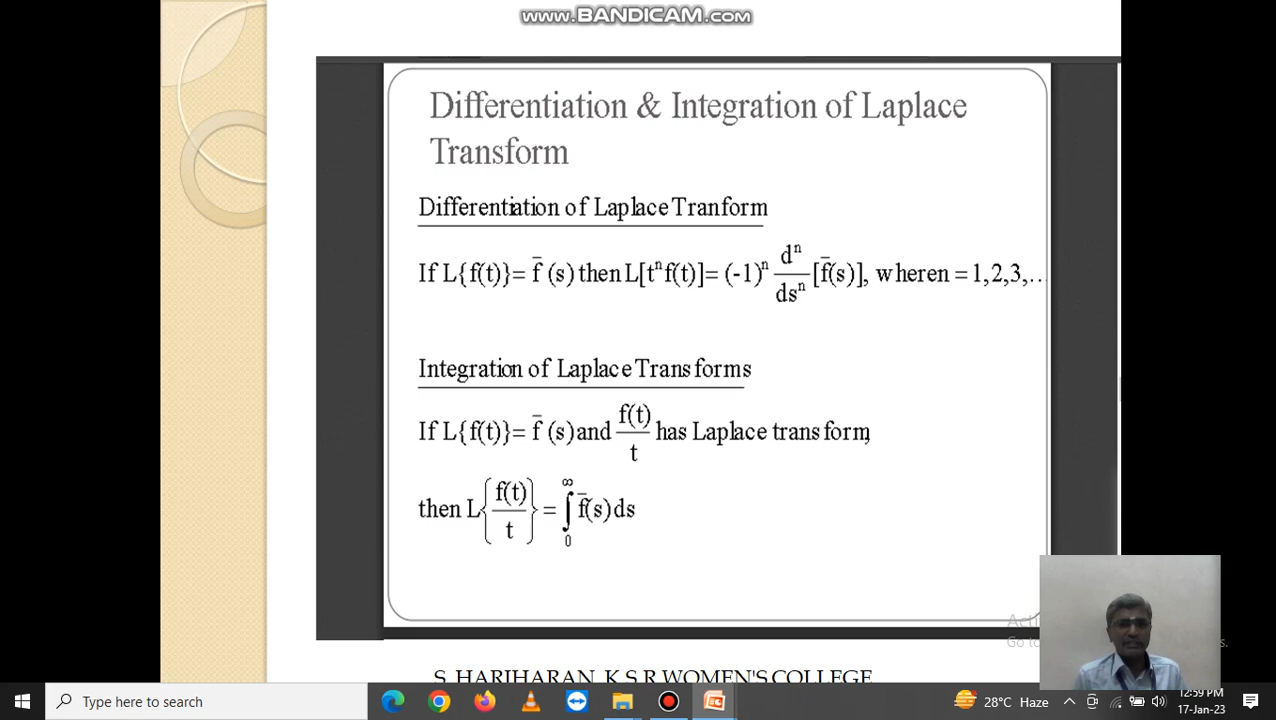 www.BANDICAM.com
Differentiation & Integration of Laplace
Transform
Differentiation of Laplace Tranform
If L{f(t)}= f̄ (s) then L[tⁿf(t)]= (-1)ⁿ dⁿ/dsⁿ [f̄(s)], where n = 1,2,3,..
Integration of Laplace Transforms
If L{f(t)}= f̄ (s) and f(t)/t has Laplace transform,
then L{f(t)/t} = ∫₀^∞ f̄(s) ds
S. HARIHARAN, K.S.R WOMEN'S COLLEGE
Type here to search
28°C Haze
12:59 PM
17-Jan-23